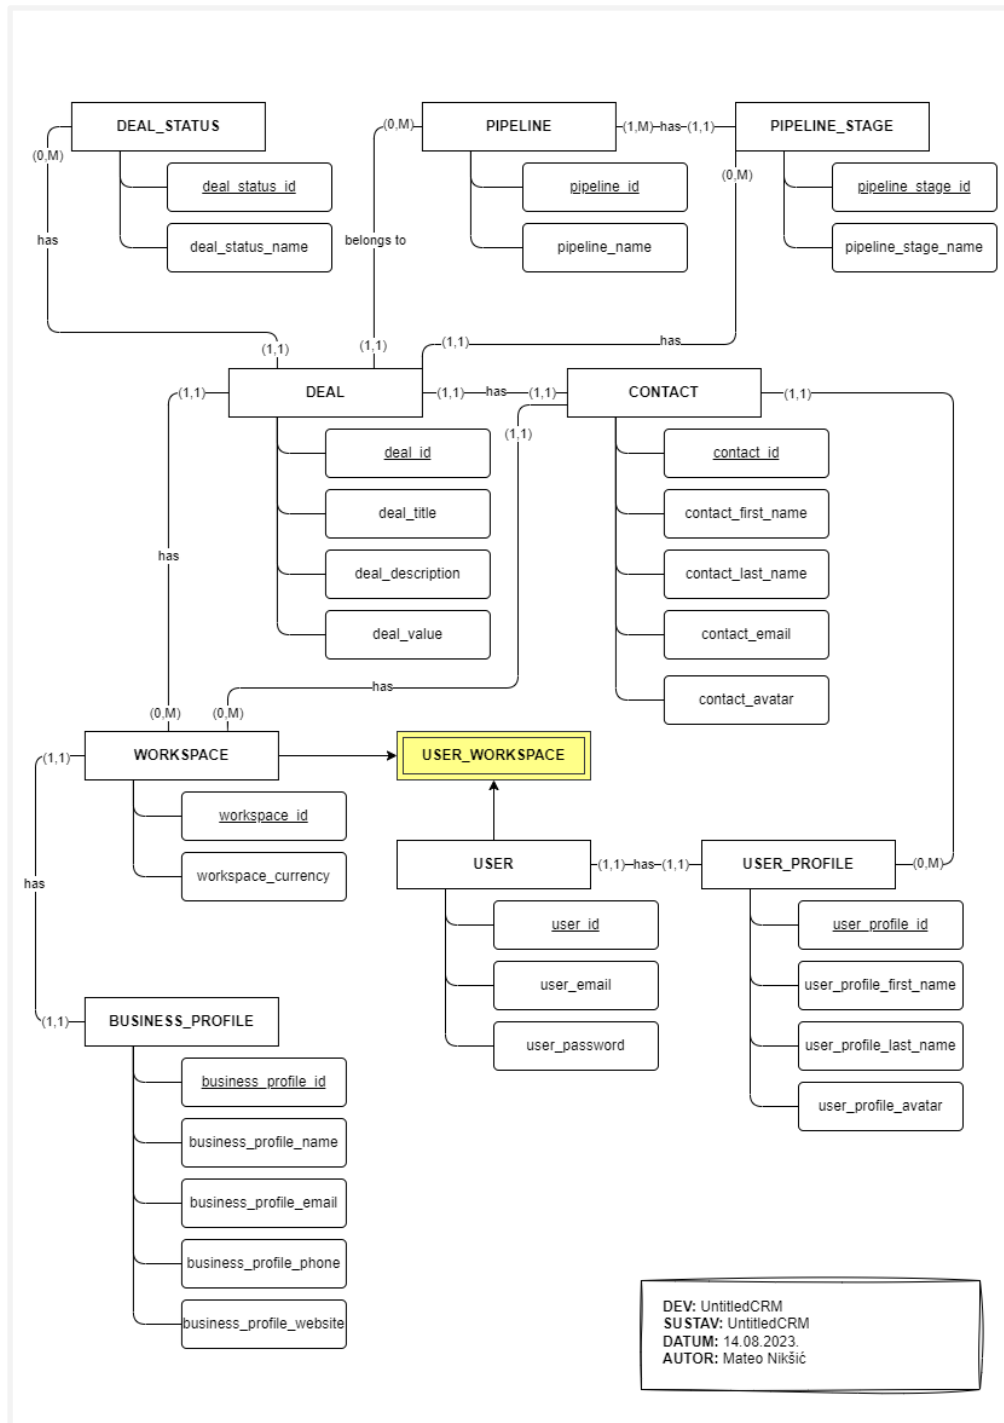 DEAL_STATUS
PIPELINE
PIPELINE_STAGE
(0,M)
(0,M)
(1,M)
has
(1,1)
(0,M)
deal_status_id
deal_status_name
pipeline_id
pipeline_name
pipeline_stage_id
pipeline_stage_name
has
belongs to
(1,1)
(1,1)
(1,1)
has
(1,1)
DEAL
(1,1)
has
(1,1)
CONTACT
(1,1)
(1,1)
deal_id
deal_title
deal_description
deal_value
contact_id
contact_first_name
contact_last_name
contact_email
contact_avatar
has
has
(0,M)
(0,M)
(1,1)
WORKSPACE
USER_WORKSPACE
workspace_id
workspace_currency
has
USER
(1,1)
has
(1,1)
USER_PROFILE
(0,M)
user_id
user_email
user_password
user_profile_id
user_profile_first_name
user_profile_last_name
user_profile_avatar
(1,1)
BUSINESS_PROFILE
business_profile_id
business_profile_name
business_profile_email
business_profile_phone
business_profile_website
DEV: UntitledCRM
SUSTAV: UntitledCRM
DATUM: 14.08.2023.
AUTOR: Mateo Nikšić